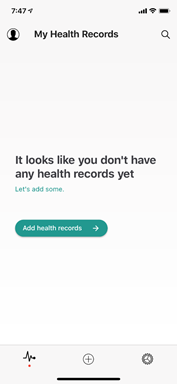 7:47
My Health Records
It looks like you don't have
any health records yet
Let's add some.
Add health records